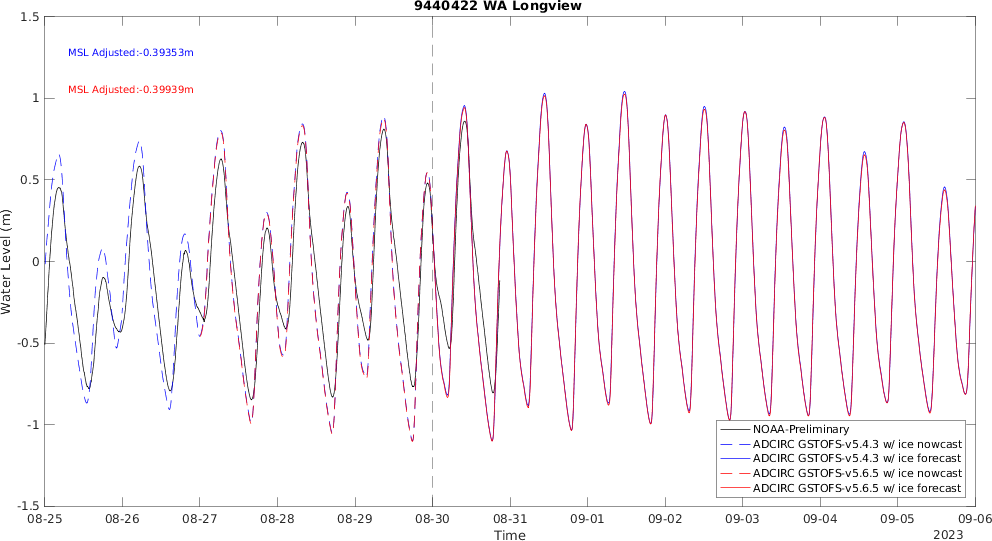 9440422 WA Longview
1.5
MSL Adjusted:-0.39353m
MSL Adjusted:-0.39939m
1
0.5
0
-0.5
-1
-1.5
Water Level (m)
NOAA-Preliminary
ADCIRC GSTOFS-v5.4.3 w/ ice nowcast
ADCIRC GSTOFS-v5.4.3 w/ ice forecast
ADCIRC GSTOFS-v5.6.5 w/ ice nowcast
ADCIRC GSTOFS-v5.6.5 w/ ice forecast
08-25 08-26 08-27 08-28 08-29 08-30 08-31 09-01 09-02 09-03 09-04 09-05 09-06
Time
2023